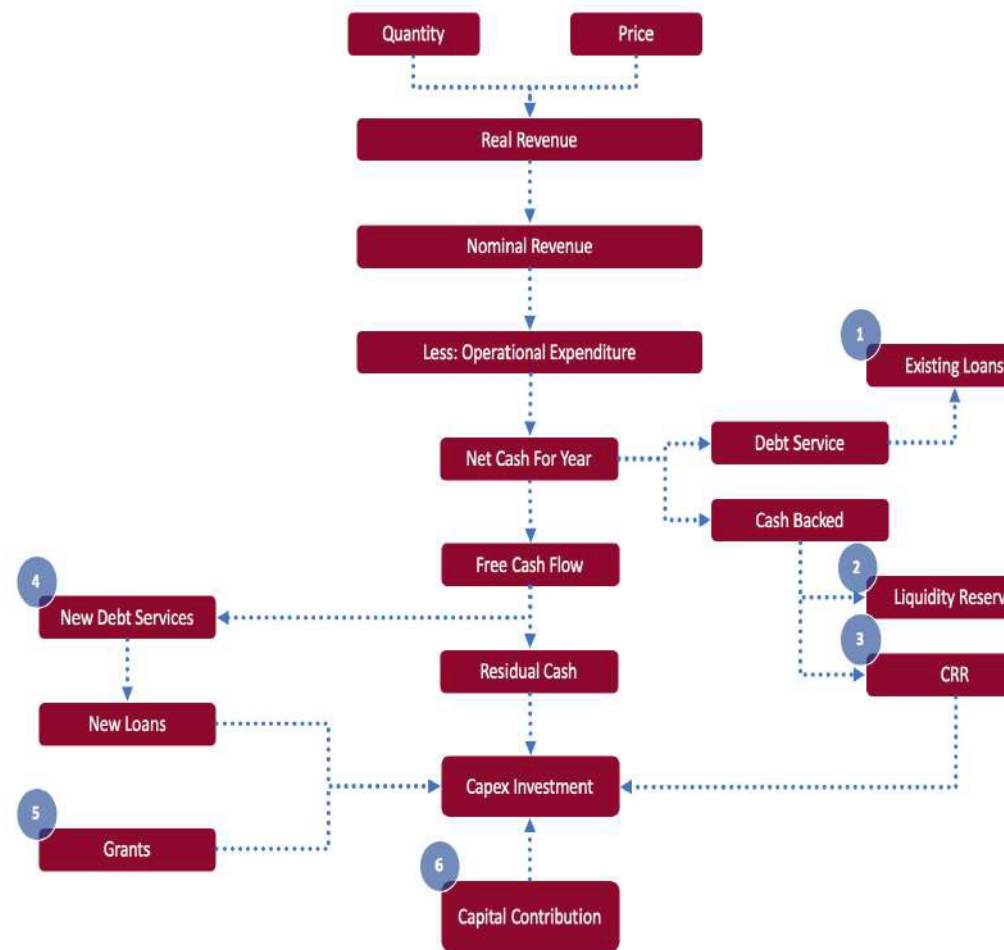 Quantity
Price
Real Revenue
Nominal Revenue
Less: Operational Expenditure
1
Existing Loans
Net Cash For Year
Debt Service
Cash Backed
Free Cash Flow
2
Liquidity Reserv
4
New Debt Services
3
CRR
Residual Cash
New Loans
Capex Investment
5
Grants
6
Capital Contribution